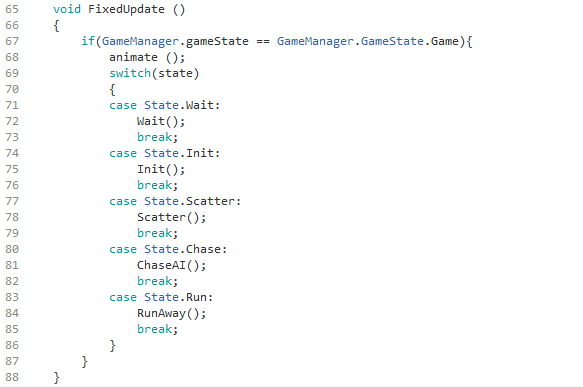 65 void FixedUpdate ()
66 {
67 if(GameManager.gameState == GameManager.GameState.Game){
68 animate ();
69 switch(state)
70 {
71 case State.Wait:
72 Wait();
73 break;
74 case State.Init:
75 Init();
76 break;
77 case State.Scatter:
78 Scatter();
79 break;
80 case State.Chase:
81 ChaseAI();
82 break;
83 case State.Run:
84 RunAway();
85 break;
86 }
87 }
88 }